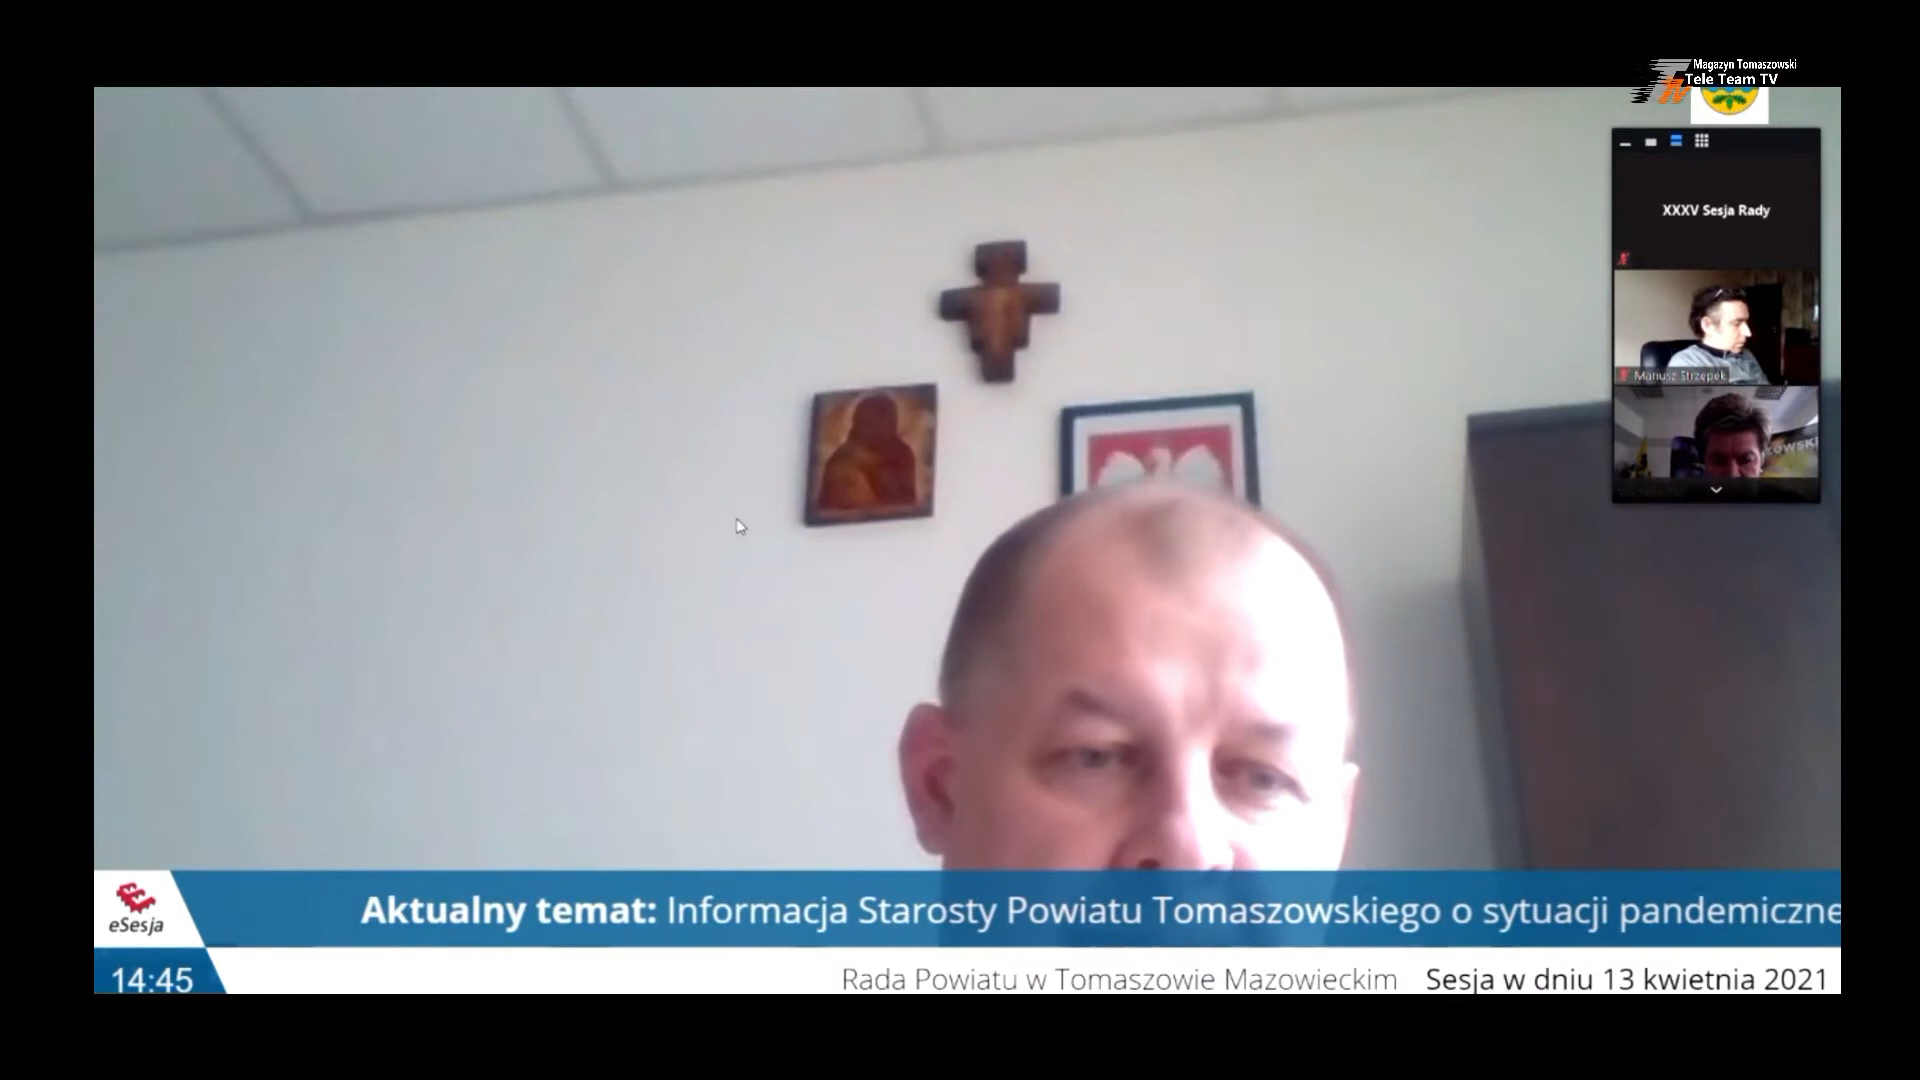 Magazyn Tomaszowski
Tele Team TV
XXXV Sesja Rady
Mariusz Strzępek
KOWSKI
Aktualny temat: Informacja Starosty Powiatu Tomaszowskiego o sytuacji pandemiczne
eSesja
14:45
Rada Powiatu w Tomaszowie Mazowieckim Sesja w dniu 13 kwietnia 2021